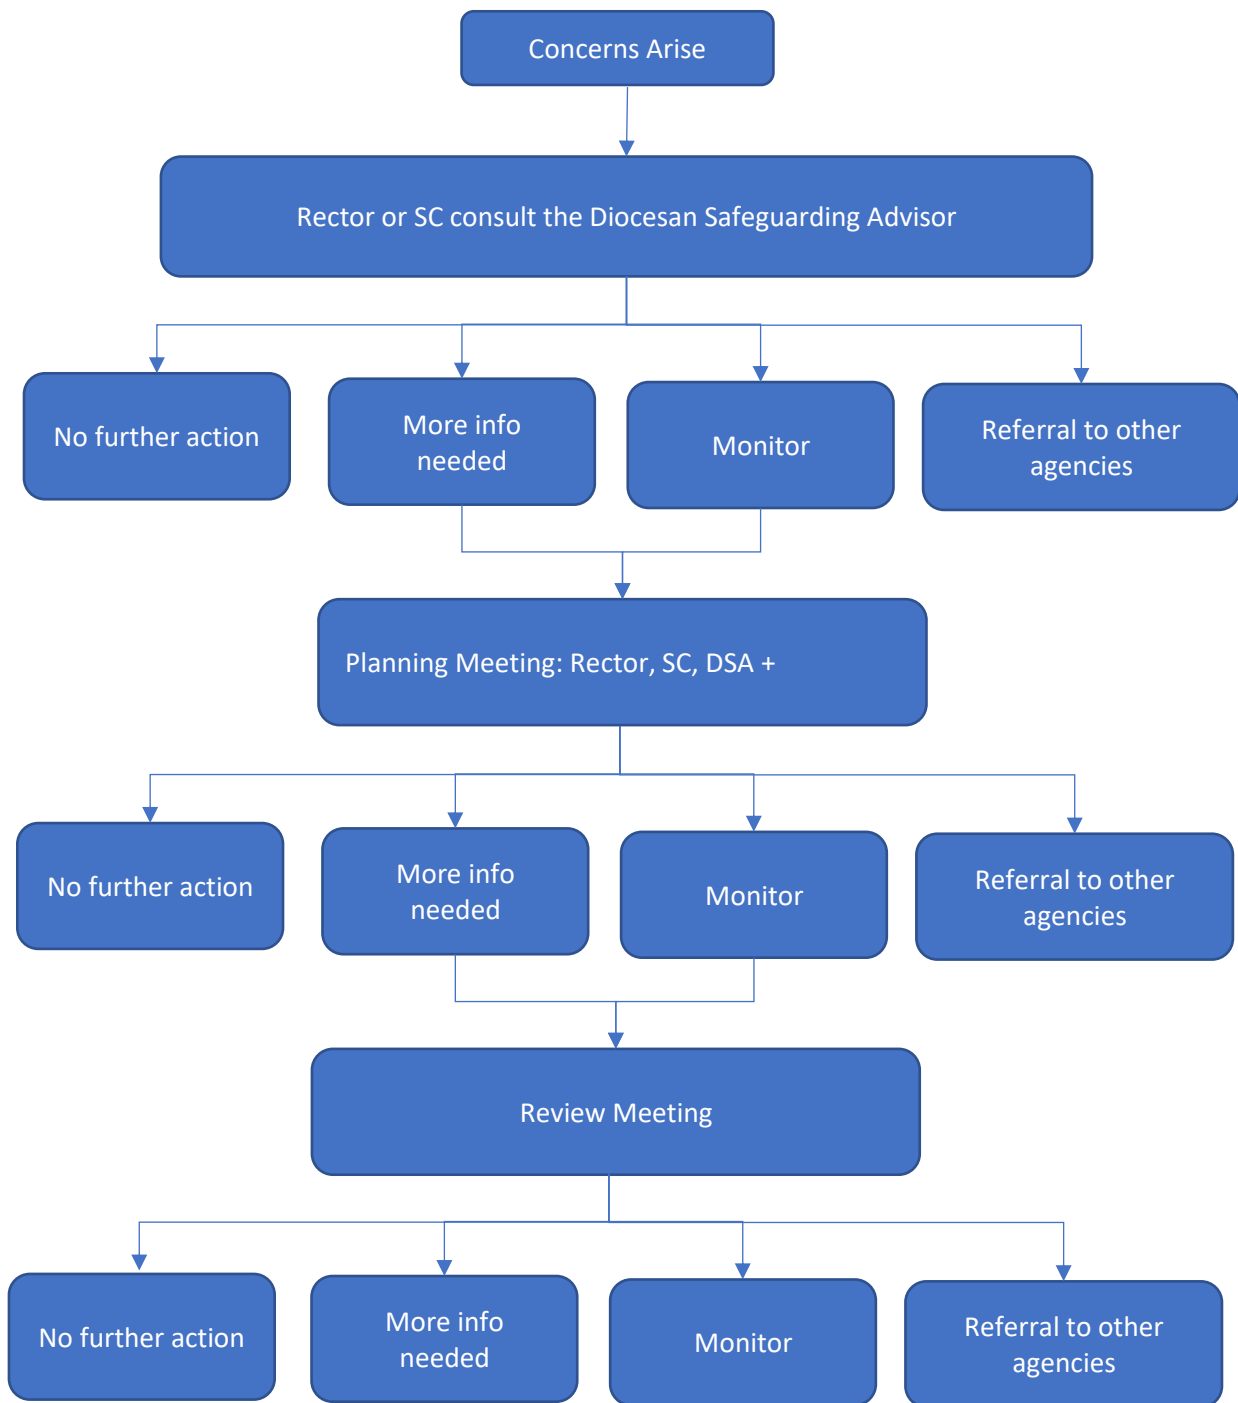 Concerns Arise
Rector or SC consult the Diocesan Safeguarding Advisor
No further action
More info
needed
Monitor
Referral to other
agencies
Planning Meeting: Rector, SC, DSA +
No further action
More info
needed
Monitor
Referral to other
agencies
Review Meeting
No further action
More info
needed
Monitor
Referral to other
agencies